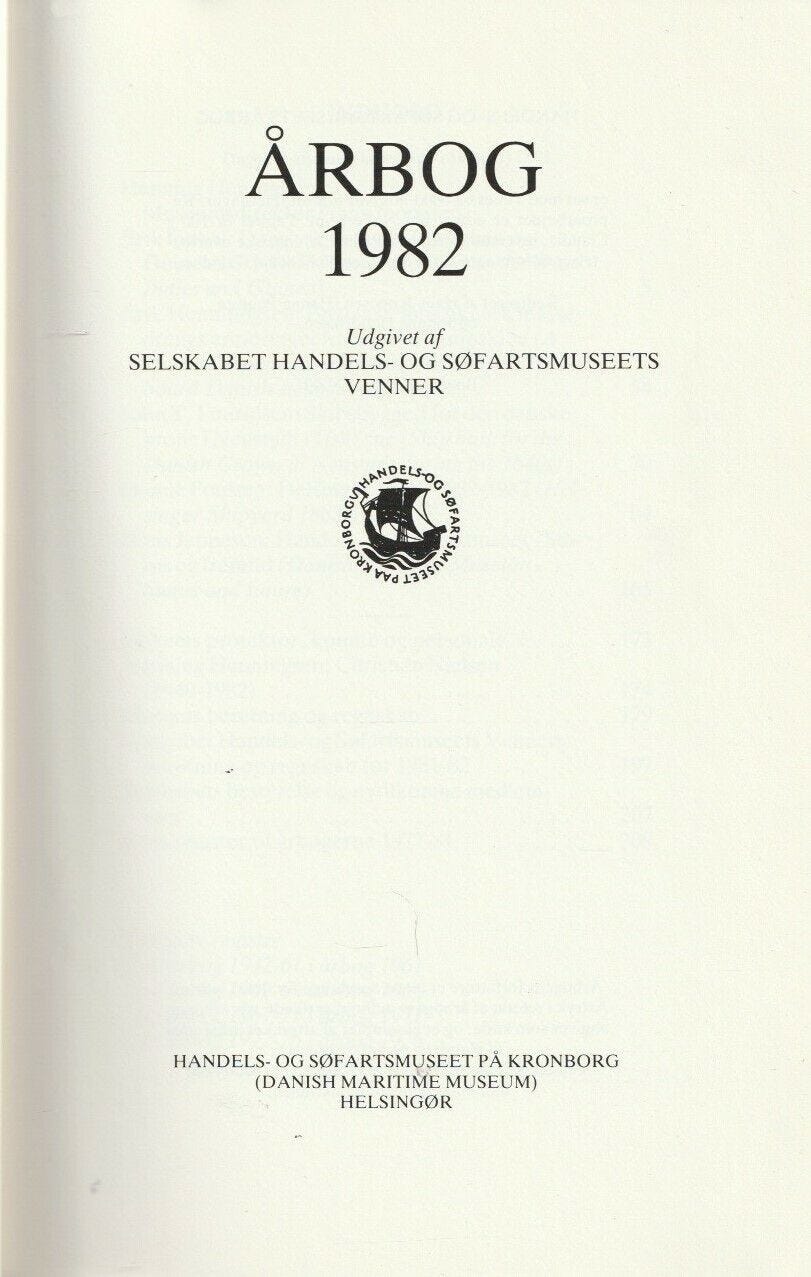 ÅRBOG
1982
Udgivet af
SELSKABET HANDELS- OG SØFARTSMUSEETS
VENNER
HANDELS- OG SØFARTSMUSEET PAA KRONBORG
HANDELS- OG SØFARTSMUSEET PÅ KRONBORG
(DANISH MARITIME MUSEUM)
HELSINGØR